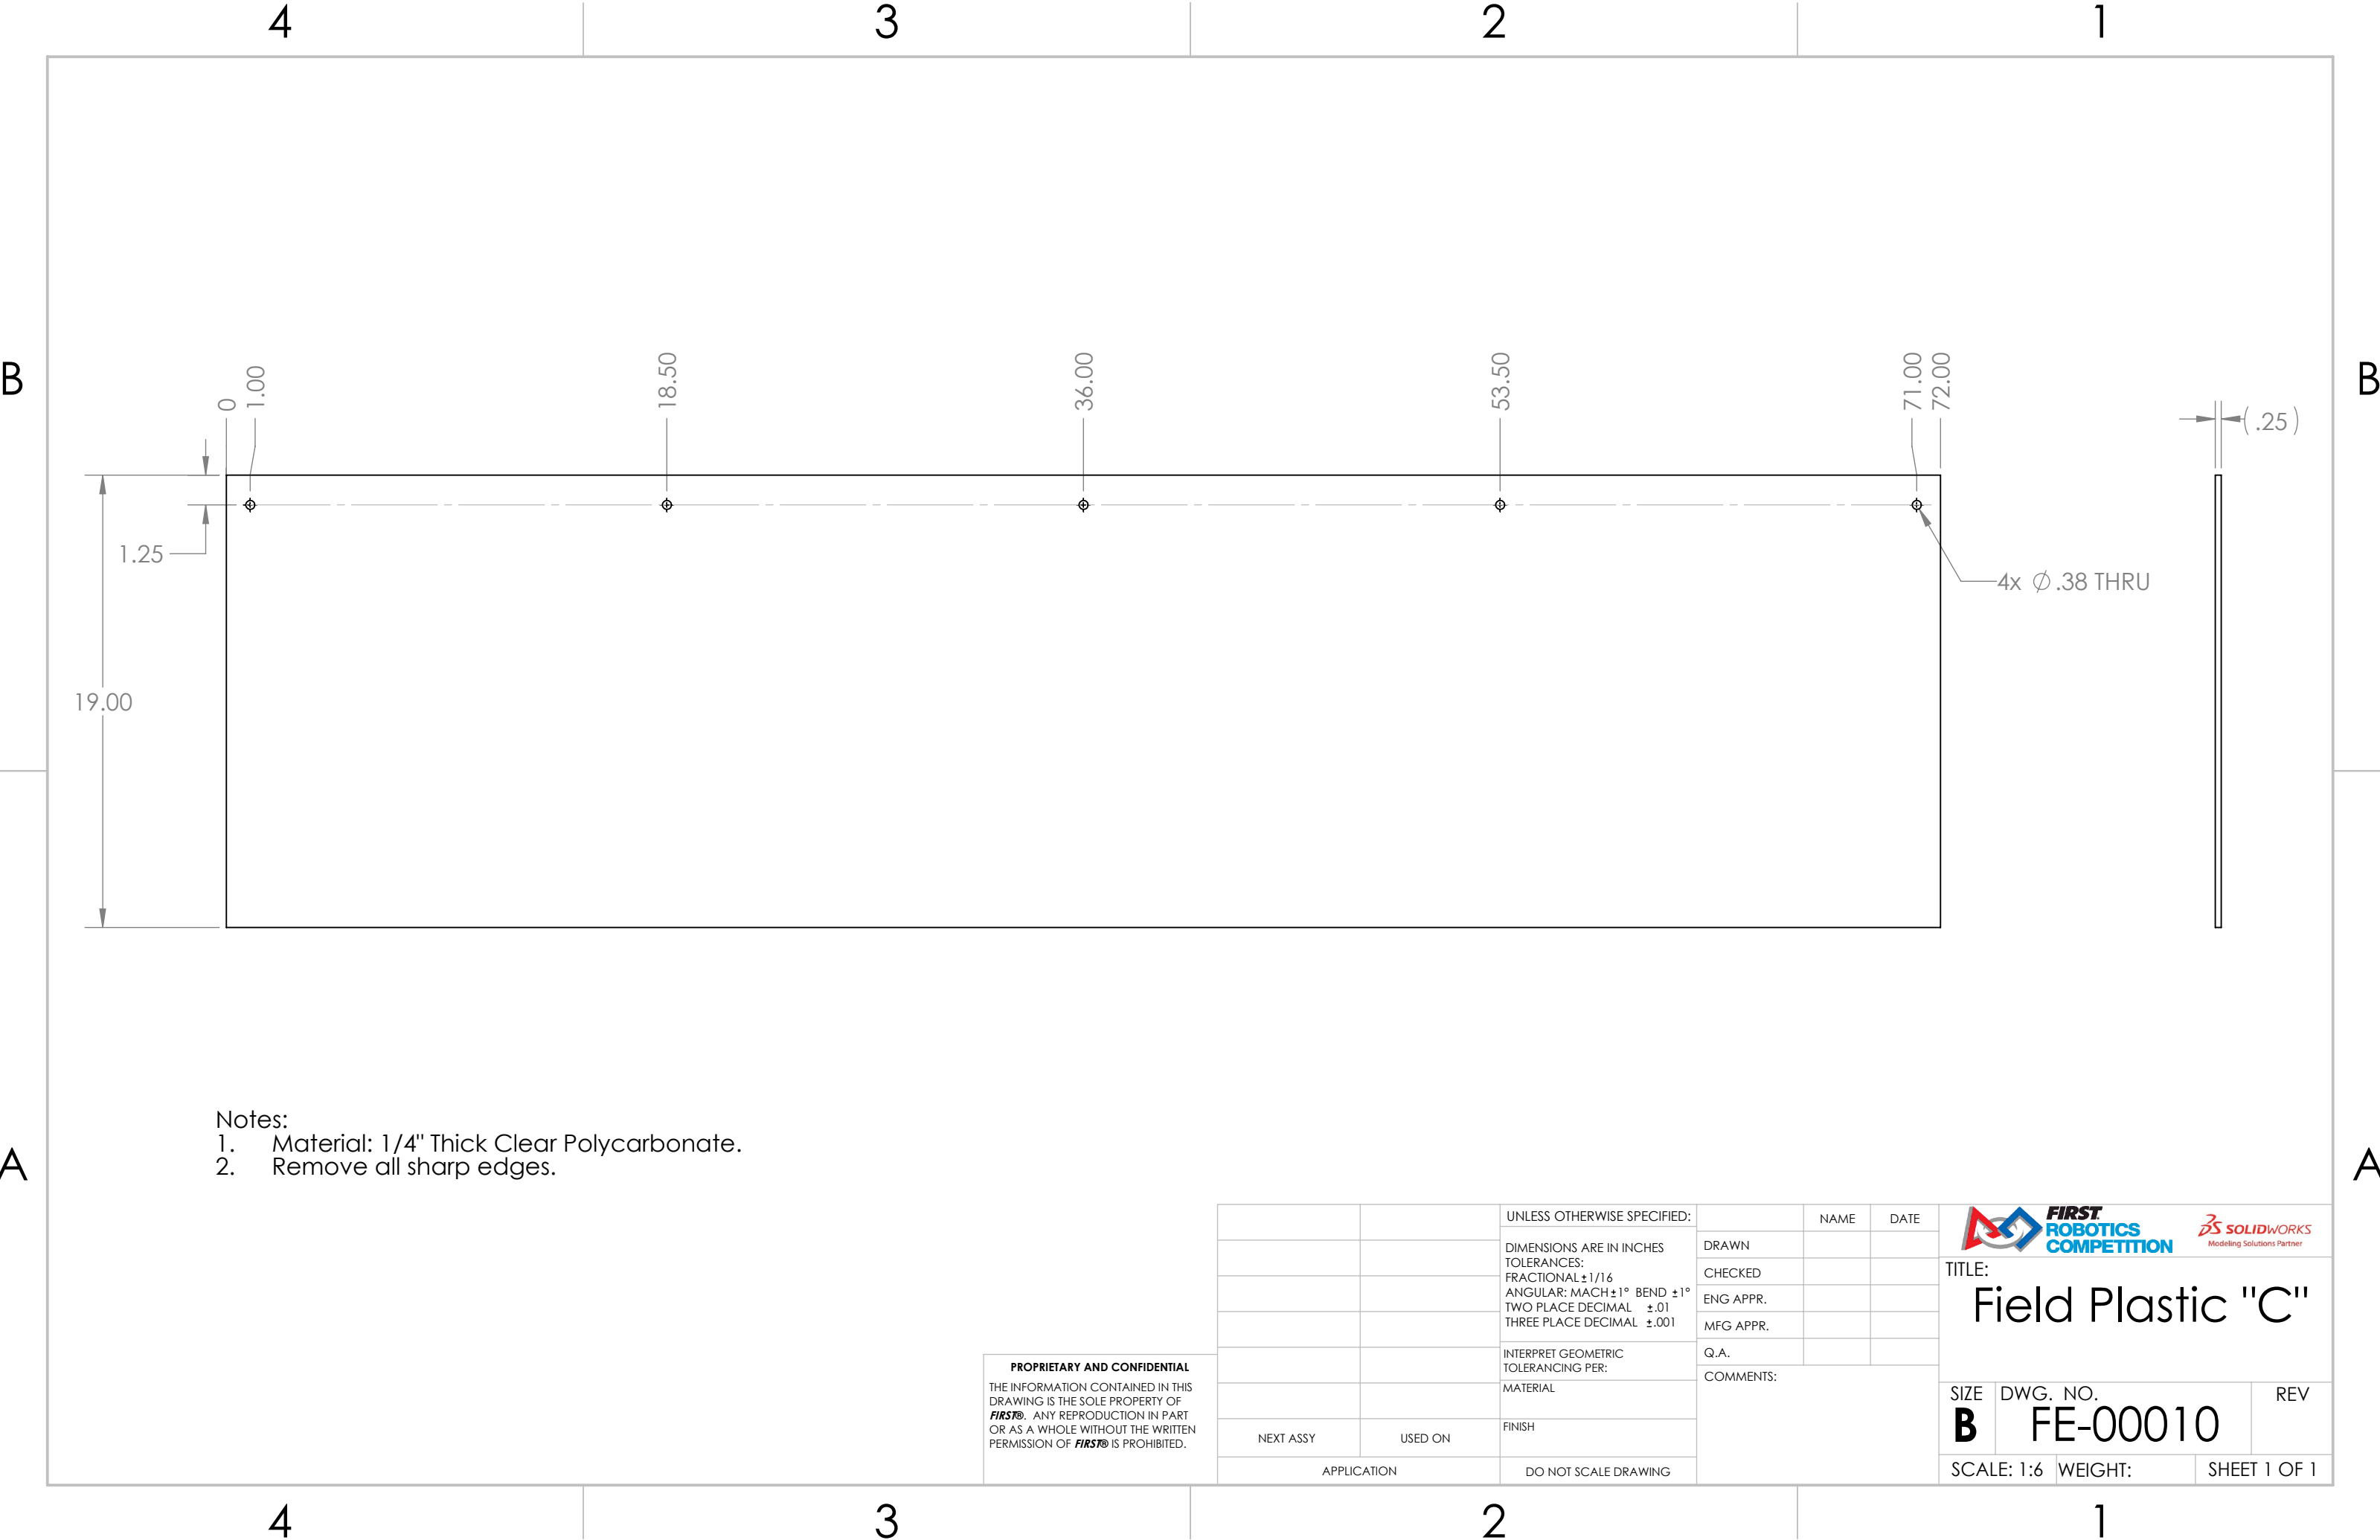 4 3 2 1
B B
0
1.00
18.50
36.00
53.50
71.00
72.00
(.25)
1.25
4x ∅.38 THRU
19.00
Notes:
1. Material: 1/4" Thick Clear Polycarbonate.
2. Remove all sharp edges.
A A
PROPRIETARY AND CONFIDENTIAL
THE INFORMATION CONTAINED IN THIS
DRAWING IS THE SOLE PROPERTY OF
FIRST®. ANY REPRODUCTION IN PART
OR AS A WHOLE WITHOUT THE WRITTEN
PERMISSION OF FIRST® IS PROHIBITED.
NEXT ASSY
USED ON
APPLICATION
UNLESS OTHERWISE SPECIFIED:
DIMENSIONS ARE IN INCHES
TOLERANCES:
FRACTIONAL ±1/16
ANGULAR: MACH ±1° BEND ±1°
TWO PLACE DECIMAL ±.01
THREE PLACE DECIMAL ±.001
INTERPRET GEOMETRIC
TOLERANCING PER:
MATERIAL
FINISH
DO NOT SCALE DRAWING
NAME DATE
DRAWN
CHECKED
ENG APPR.
MFG APPR.
Q.A.
COMMENTS:
FIRST
ROBOTICS
COMPETITION
SOLIDWORKS
Modeling Solutions Partner
TITLE:
Field Plastic "C"
SIZE
B
DWG. NO.
FE-00010
REV
SCALE: 1:6
WEIGHT:
SHEET 1 OF 1
4 3 2 1